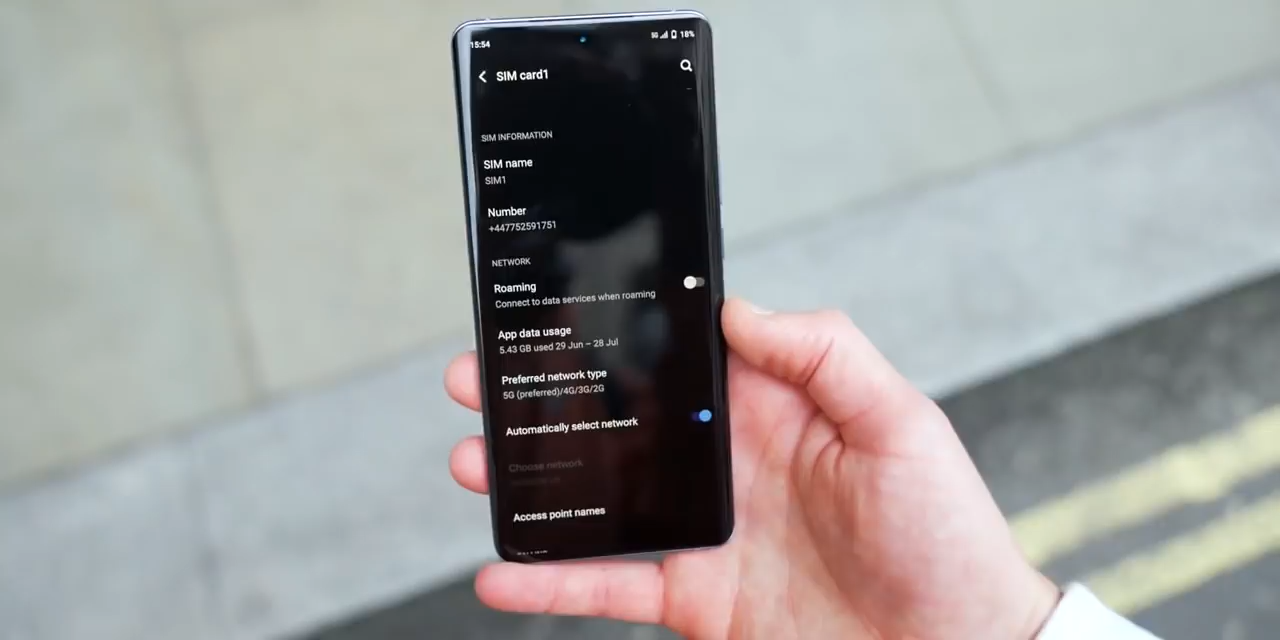 15:54
5G 18%
SIM card1
SIM INFORMATION
SIM name
SIM1
Number
+447752591751
NETWORK
Roaming
Connect to data services when roaming
App data usage
5.43 GB used 29 Jun – 28 Jul
Preferred network type
5G (preferred)/4G/3G/2G
Automatically select network
Choose network
Access point names